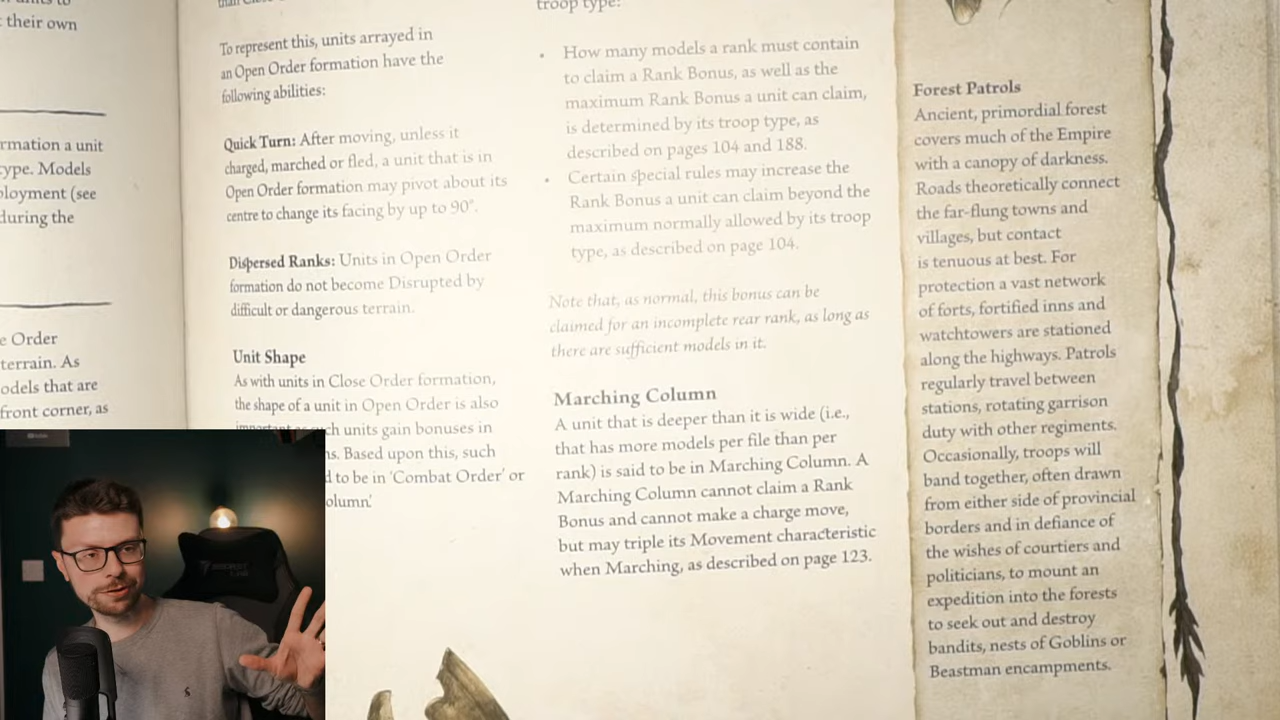 their own
rmation a unit
ype. Models
ployment (see
during the
e Order
terrain. As
odels that are
front corner, as
To represent this, units arrayed in
an Open Order formation have the
following abilities:
Quick Turn: After moving, unless it
charged, marched or fled, a unit that is in
Open Order formation may pivot about its
centre to change its facing by up to 90°.
Dispersed Ranks: Units in Open Order
formation do not become Disrupted by
difficult or dangerous terrain.
Unit Shape
As with units in Close Order formation,
the shape of a unit in Open Order is also
important as such units gain bonuses in
ns. Based upon this, such
d to be in 'Combat Order' or
olumn'.
troop type:
• How many models a rank must contain
to claim a Rank Bonus, as well as the
maximum Rank Bonus a unit can claim,
is determined by its troop type, as
described on pages 104 and 188.
• Certain special rules may increase the
Rank Bonus a unit can claim beyond the
maximum normally allowed by its troop
type, as described on page 104.
Note that, as normal, this bonus can be
claimed for an incomplete rear rank, as long as
there are sufficient models in it.
Marching Column
A unit that is deeper than it is wide (i.e.,
that has more models per file than per
rank) is said to be in Marching Column. A
Marching Column cannot claim a Rank
Bonus and cannot make a charge move,
but may triple its Movement characteristic
when Marching, as described on page 123.
Forest Patrols
Ancient, primordial forest
covers much of the Empire
with a canopy of darkness.
Roads theoretically connect
the far-flung towns and
villages, but contact
is tenuous at best. For
protection a vast network
of forts, fortified inns and
watchtowers are stationed
along the highways. Patrols
regularly travel between
stations, rotating garrison
duty with other regiments.
Occasionally, troops will
band together, often drawn
from either side of provincial
borders and in defiance of
the wishes of courtiers and
politicians, to mount an
expedition into the forests
to seek out and destroy
bandits, nests of Goblins or
Beastman encampments.